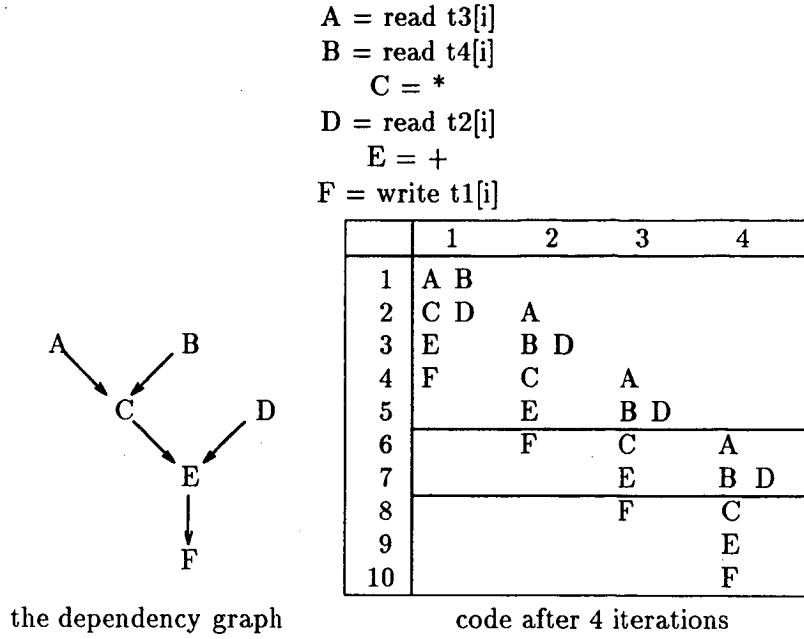 A = read t3[i]
B = read t4[i]
C = *
D = read t2[i]
E = +
F = write t1[i]
1 2 3 4
1 A B
2 C D A
3 E B D
4 F C A
5 E B D
6 F C A
7 E B D
8 F C
9 E
10 F
A B
C D
E
F
the dependency graph
code after 4 iterations